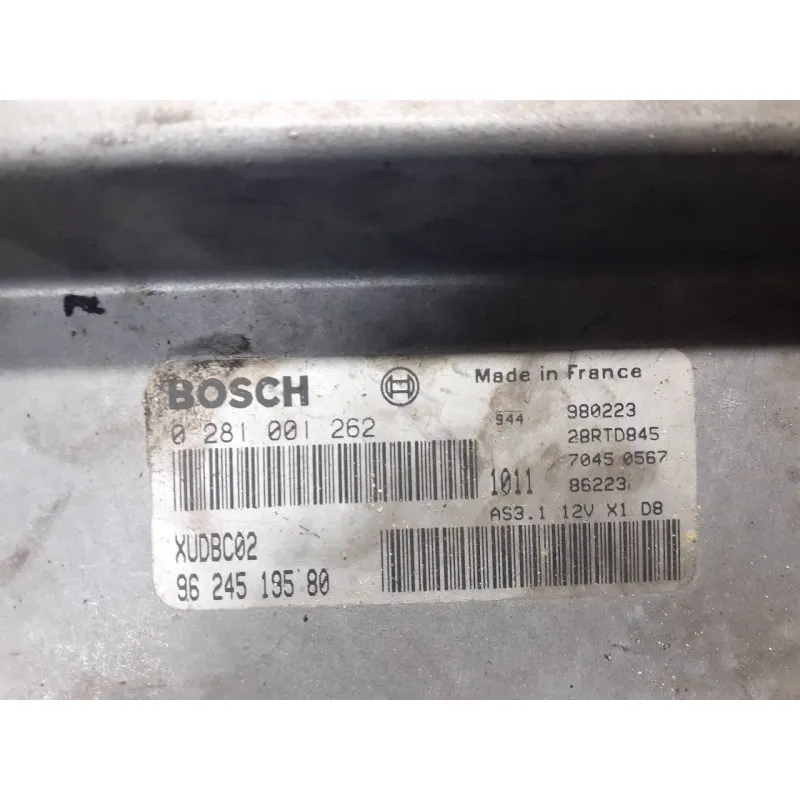 BOSCH
Made in France
0 281 001 262
944 980223
28RTD845
7045 0567
1011 86223
AS3.1 12V X1 D8
XUDBC02
96 245 195 80